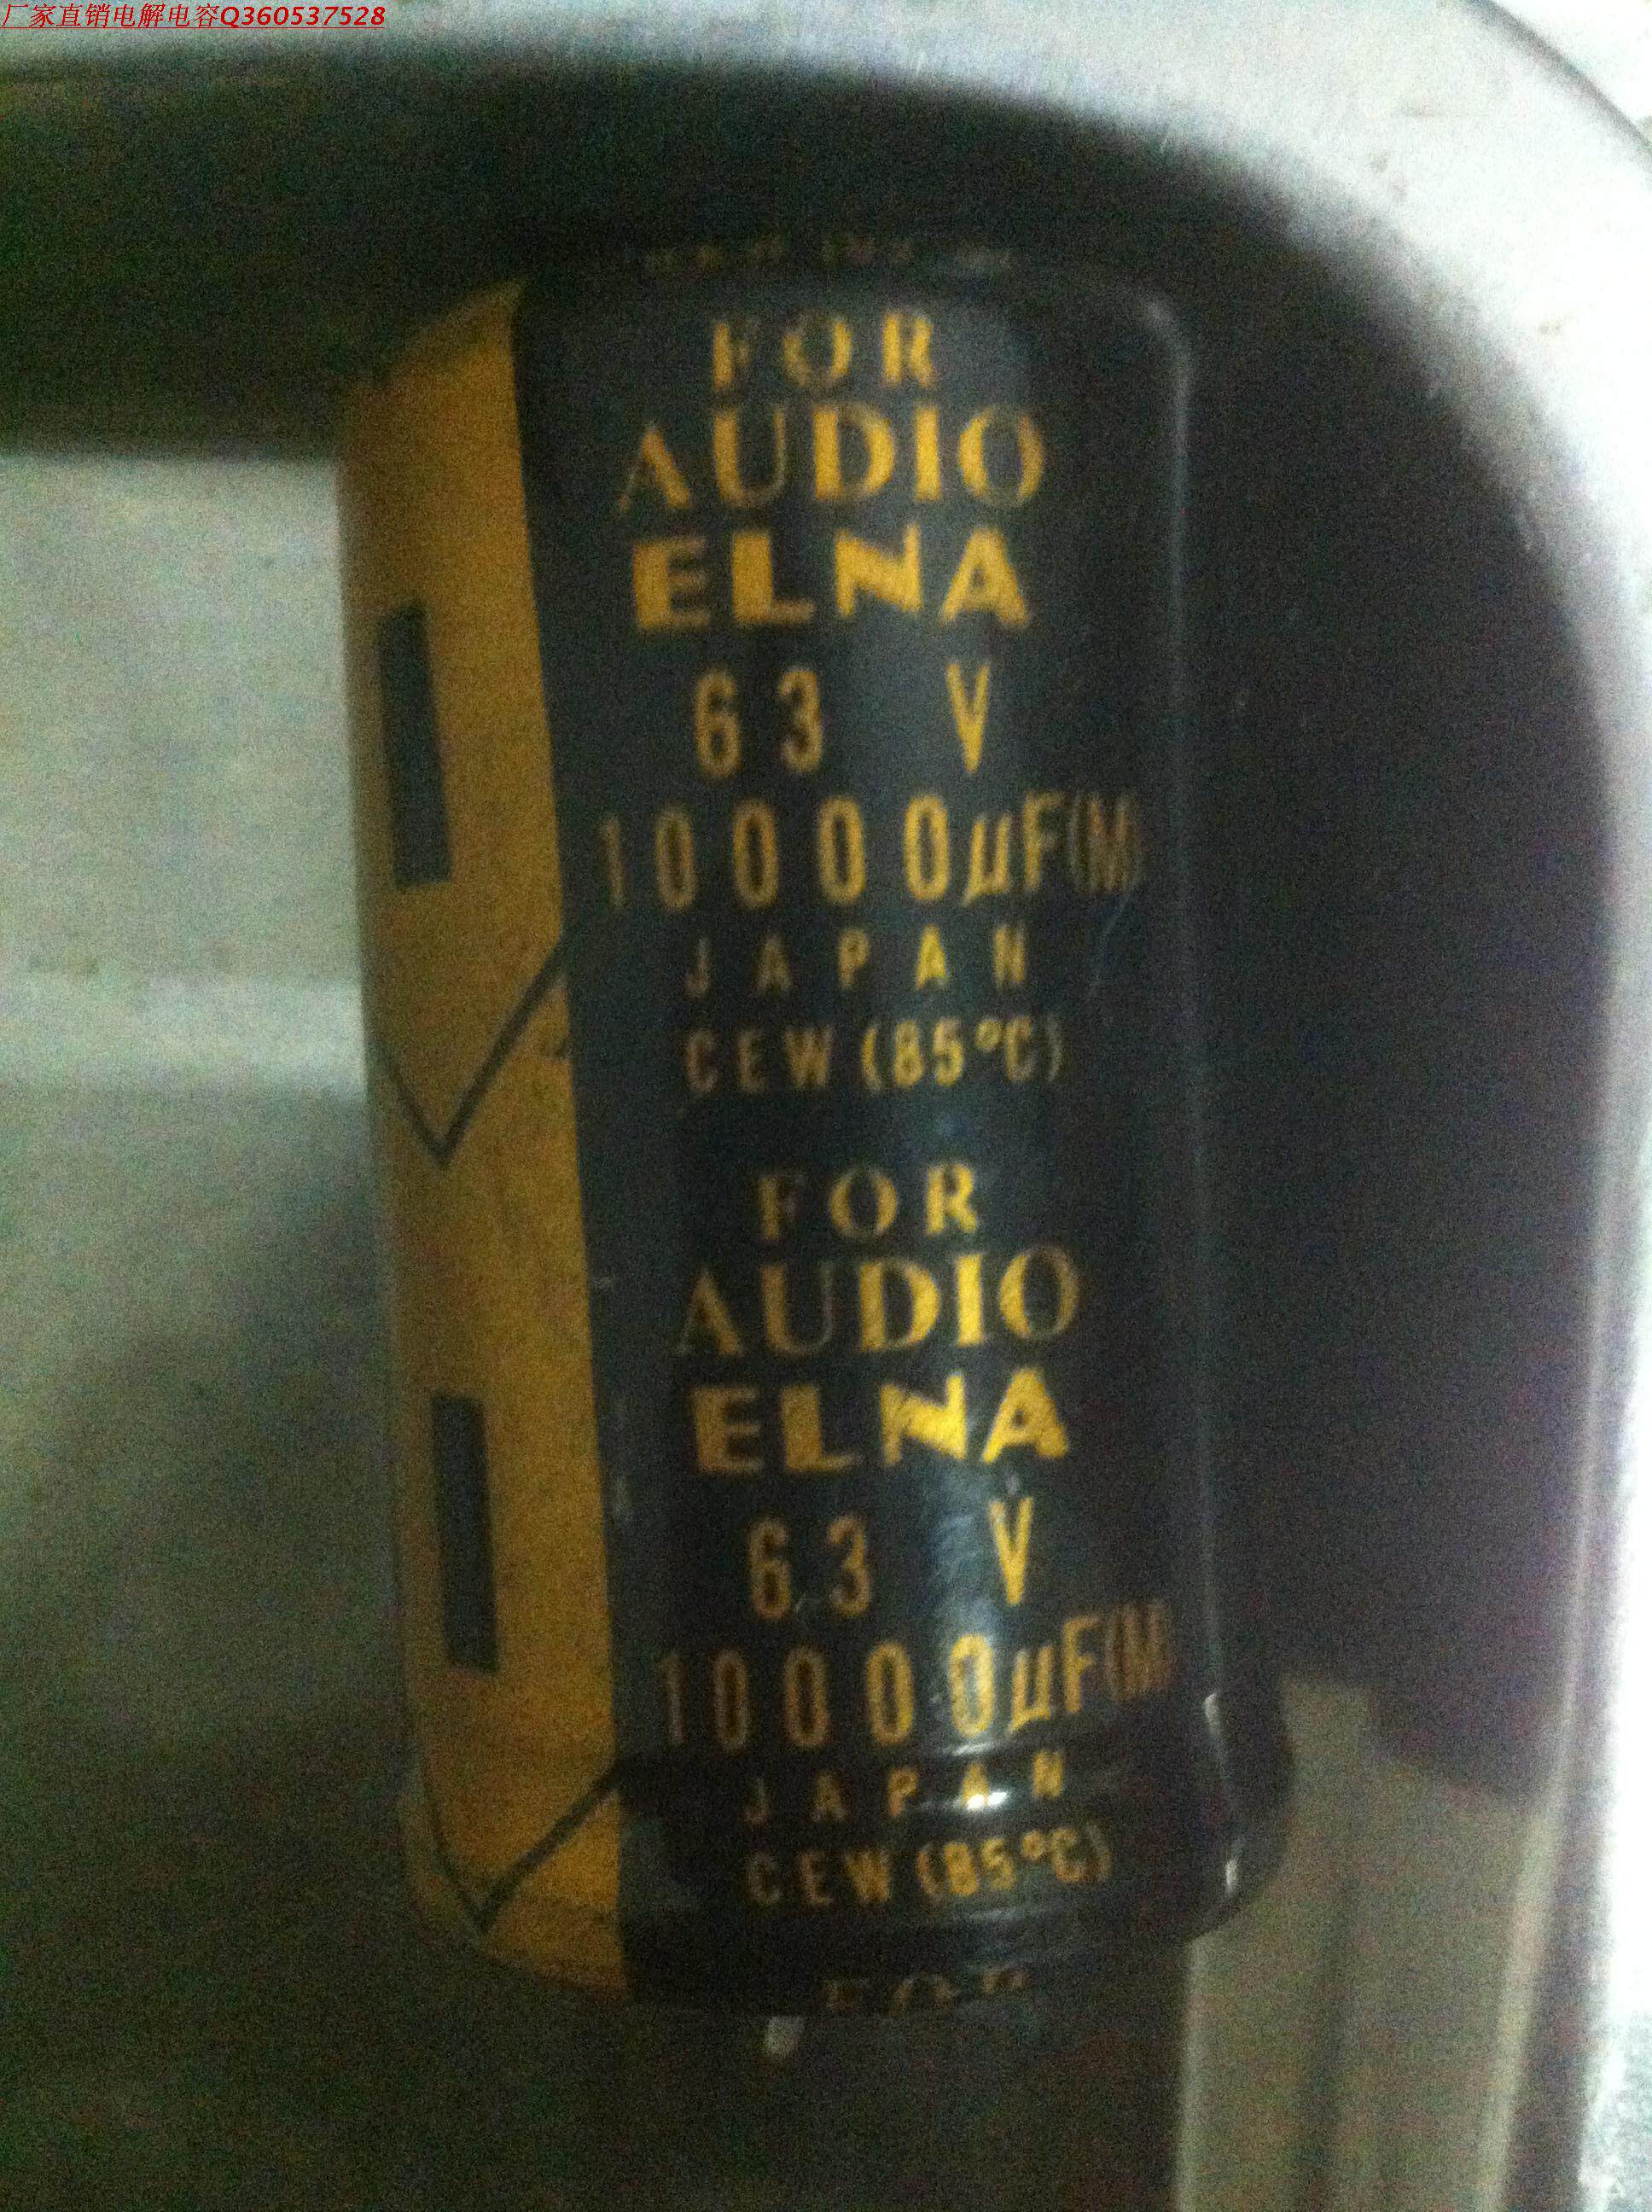 厂家直销电解电容Q360537528
FOR
AUDIO
ELNA
63 V
10000µF(M)
JAPAN
CEW (85°C)
FOR
AUDIO
ELNA
63 V
10000µF(M)
JAPAN
CEW (85°C)
FOR